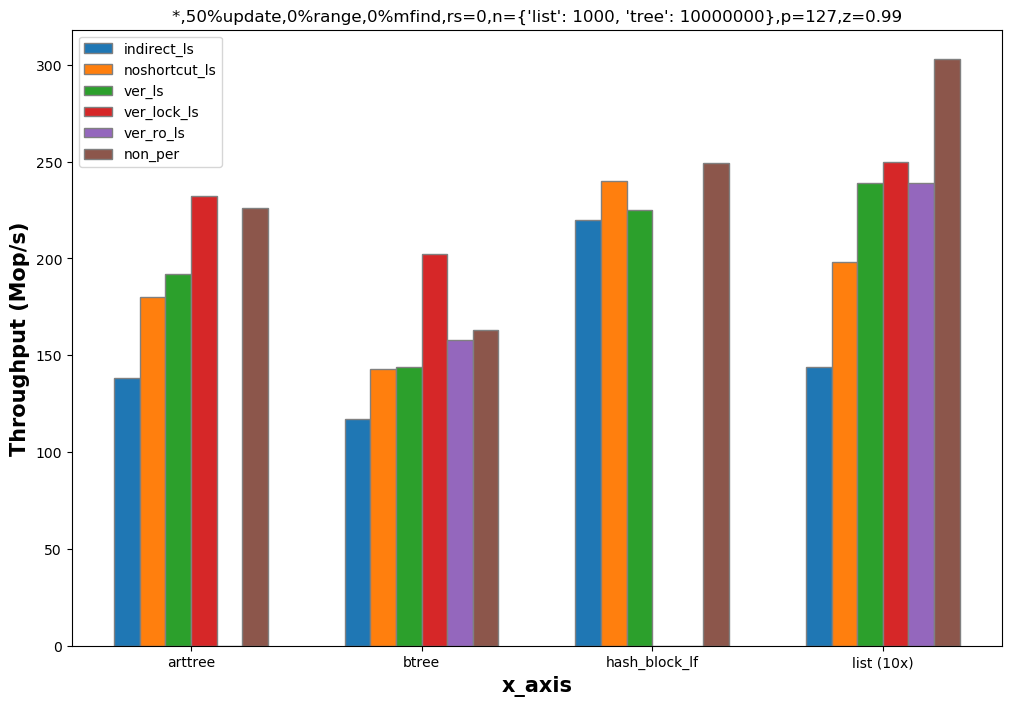 *,50%update,0%range,0%mfind,rs=0,n={'list': 1000, 'tree': 10000000},p=127,z=0.99
indirect_ls
noshortcut_ls
ver_ls
ver_lock_ls
ver_ro_ls
non_per
Throughput (Mop/s)
300
250
200
150
100
50
0
arttree
btree
hash_block_lf
list (10x)
x_axis